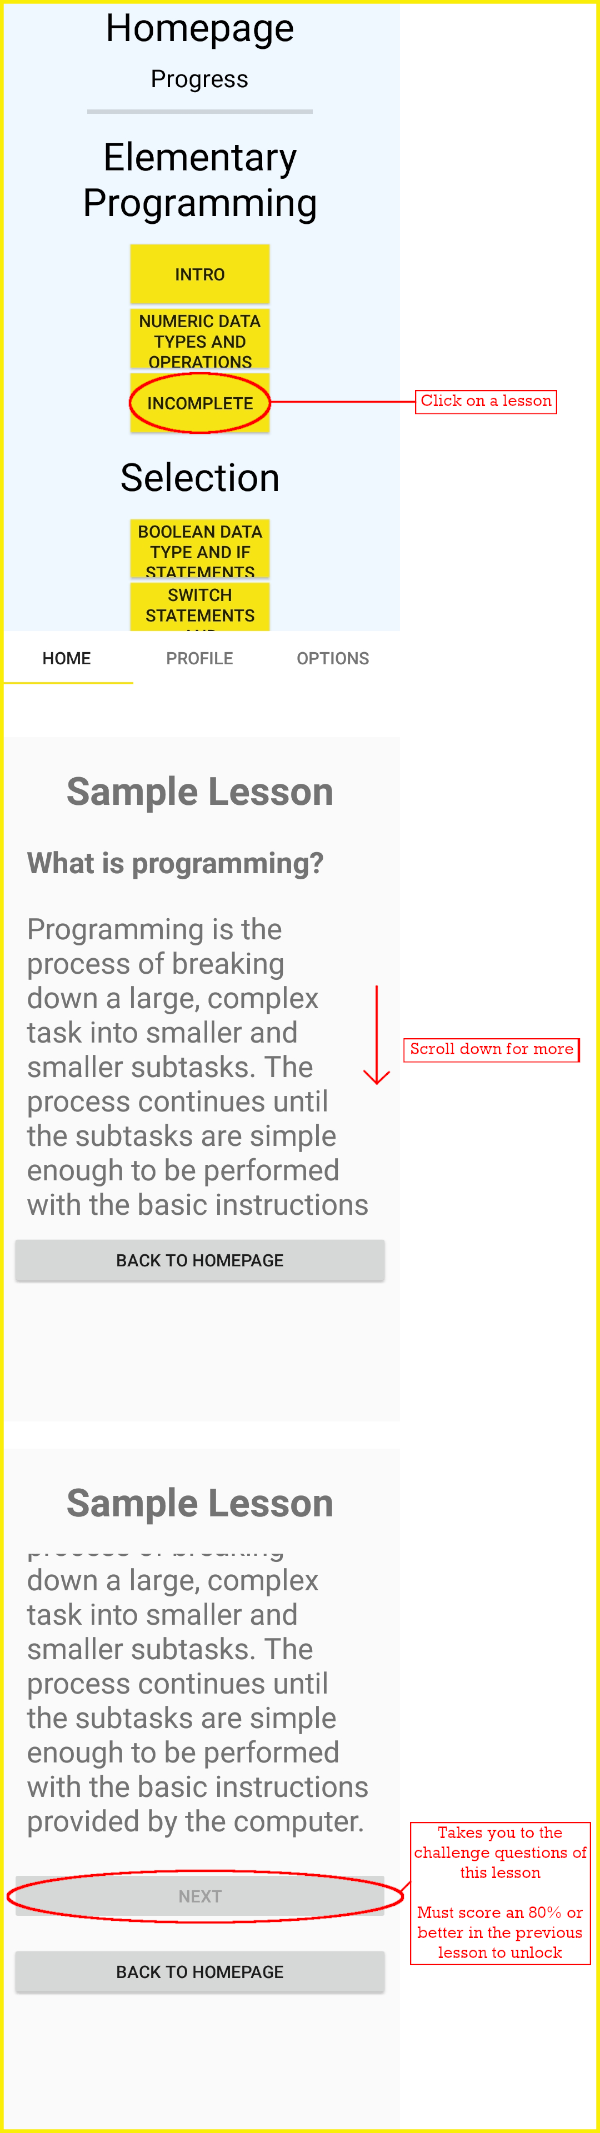 Homepage
Progress
Elementary
Programming
INTRO
NUMERIC DATA
TYPES AND
OPERATIONS
INCOMPLETE
Click on a lesson
Selection
BOOLEAN DATA
TYPE AND IF
STATEMENTS
SWITCH
STATEMENTS
AND
HOME
PROFILE
OPTIONS
Sample Lesson
What is programming?
Programming is the
process of breaking
down a large, complex
task into smaller and
smaller subtasks. The
process continues until
the subtasks are simple
enough to be performed
with the basic instructions
Scroll down for more
BACK TO HOMEPAGE
Sample Lesson
process of breaking
down a large, complex
task into smaller and
smaller subtasks. The
process continues until
the subtasks are simple
enough to be performed
with the basic instructions
provided by the computer.
NEXT
Takes you to the
challenge questions of
this lesson
Must score an 80% or
better in the previous
lesson to unlock
BACK TO HOMEPAGE